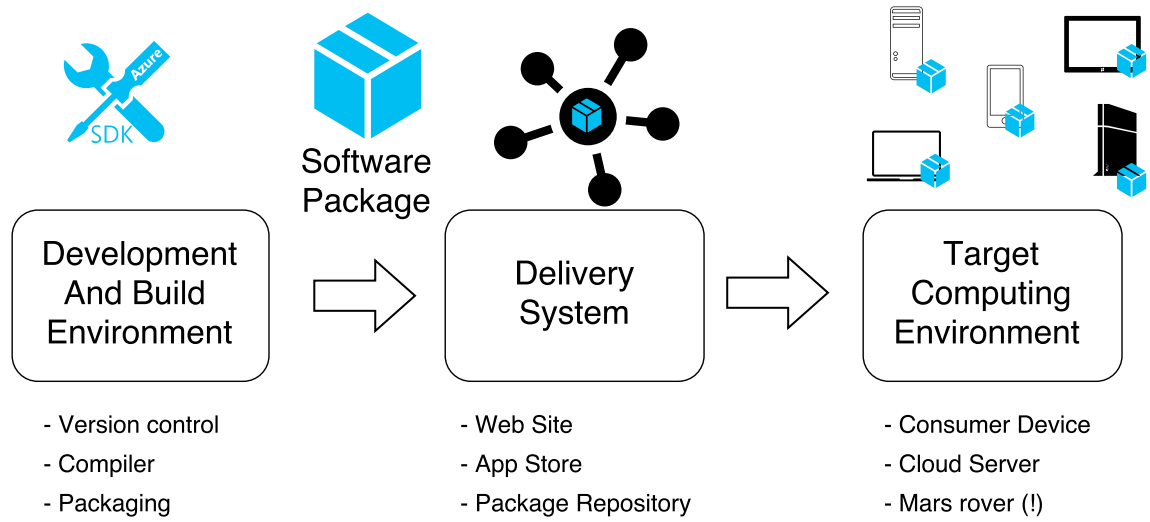 Azure
SDK
Software
Package
Development
And Build
Environment
Delivery
System
Target
Computing
Environment
- Version control
- Compiler
- Packaging
- Web Site
- App Store
- Package Repository
- Consumer Device
- Cloud Server
- Mars rover (!)